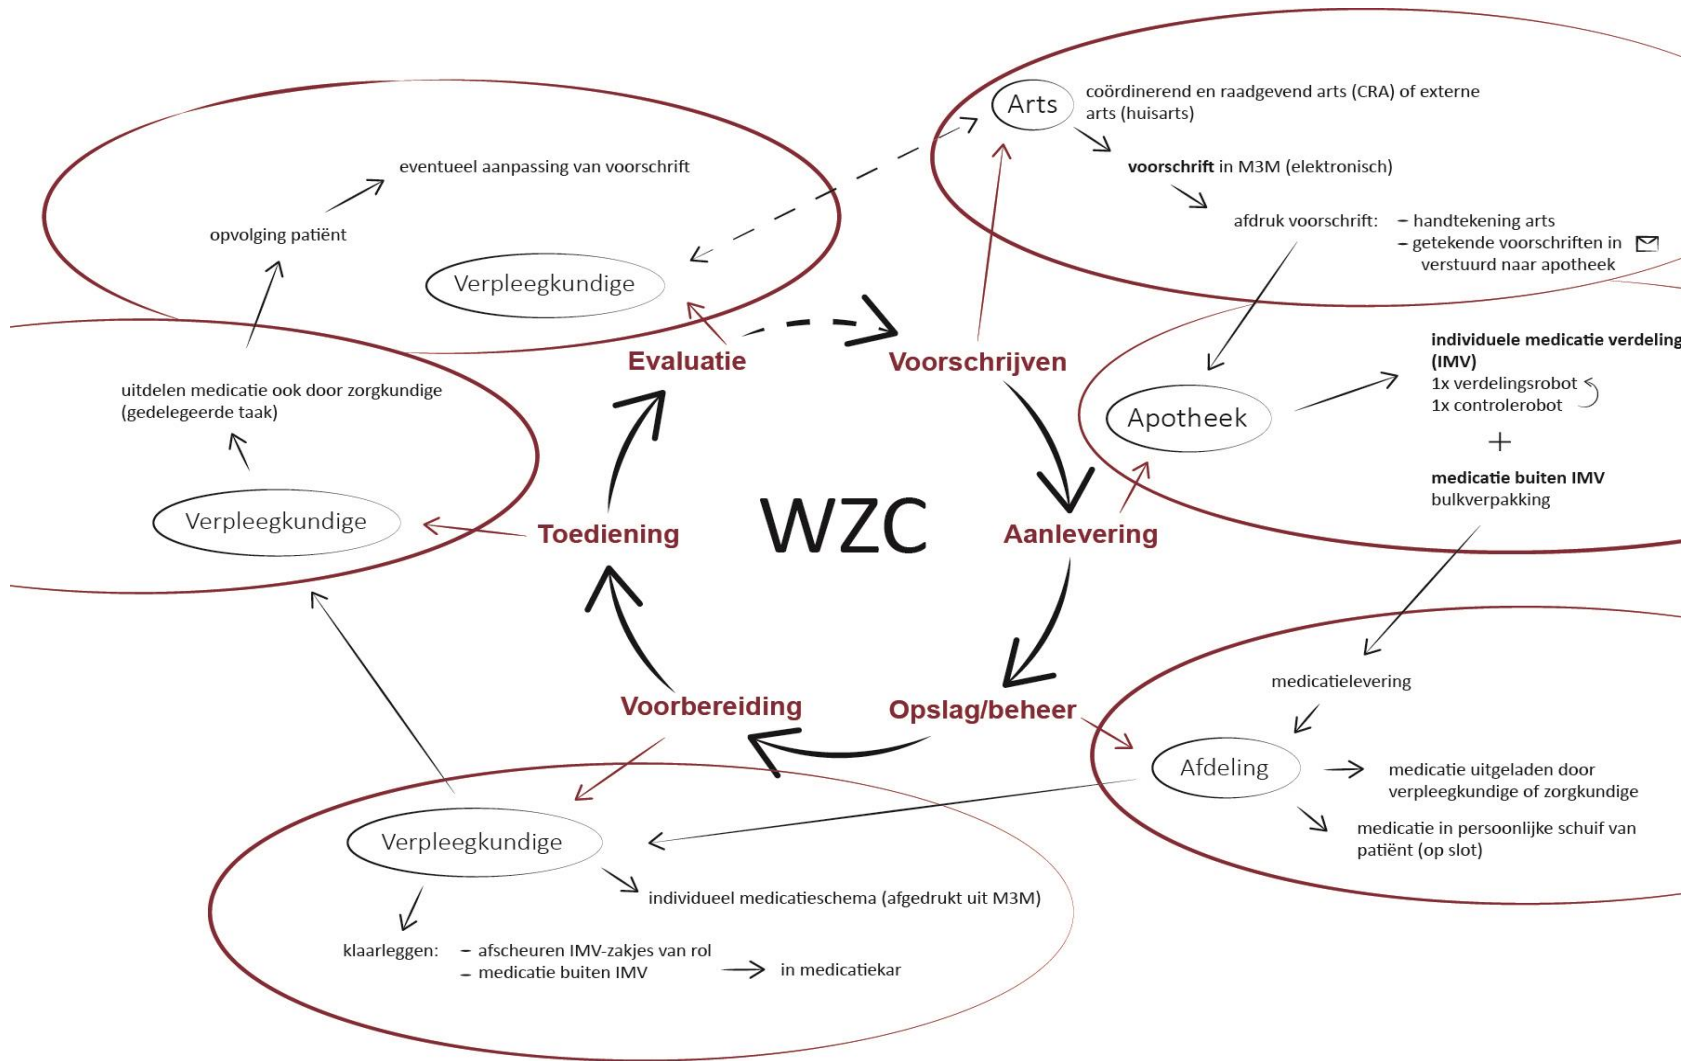 Arts
coördinerend en raadgevend arts (CRA) of externe
arts (huisarts)
voorschrift in M3M (elektronisch)
afdruk voorschrift:
– handtekening arts
– getekende voorschriften in
verstuurd naar apotheek
eventueel aanpassing van voorschrift
opvolging patiënt
Verpleegkundige
Evaluatie
Voorschrijven
individuele medicatie verdeling
(IMV)
1x verdelingsrobot
1x controlerobot
+
medicatie buiten IMV
bulkverpakking
Apotheek
uitdelen medicatie ook door zorgkundige
(gedelegeerde taak)
Verpleegkundige
Toediening
WZC
Aanlevering
medicatielevering
Voorbereiding
Opslag/beheer
Afdeling
medicatie uitgeladen door
verpleegkundige of zorgkundige
medicatie in persoonlijke schuif van
patiënt (op slot)
Verpleegkundige
individueel medicatieschema (afgedrukt uit M3M)
klaarleggen:
– afscheuren IMV-zakjes van rol
– medicatie buiten IMV
in medicatiekar